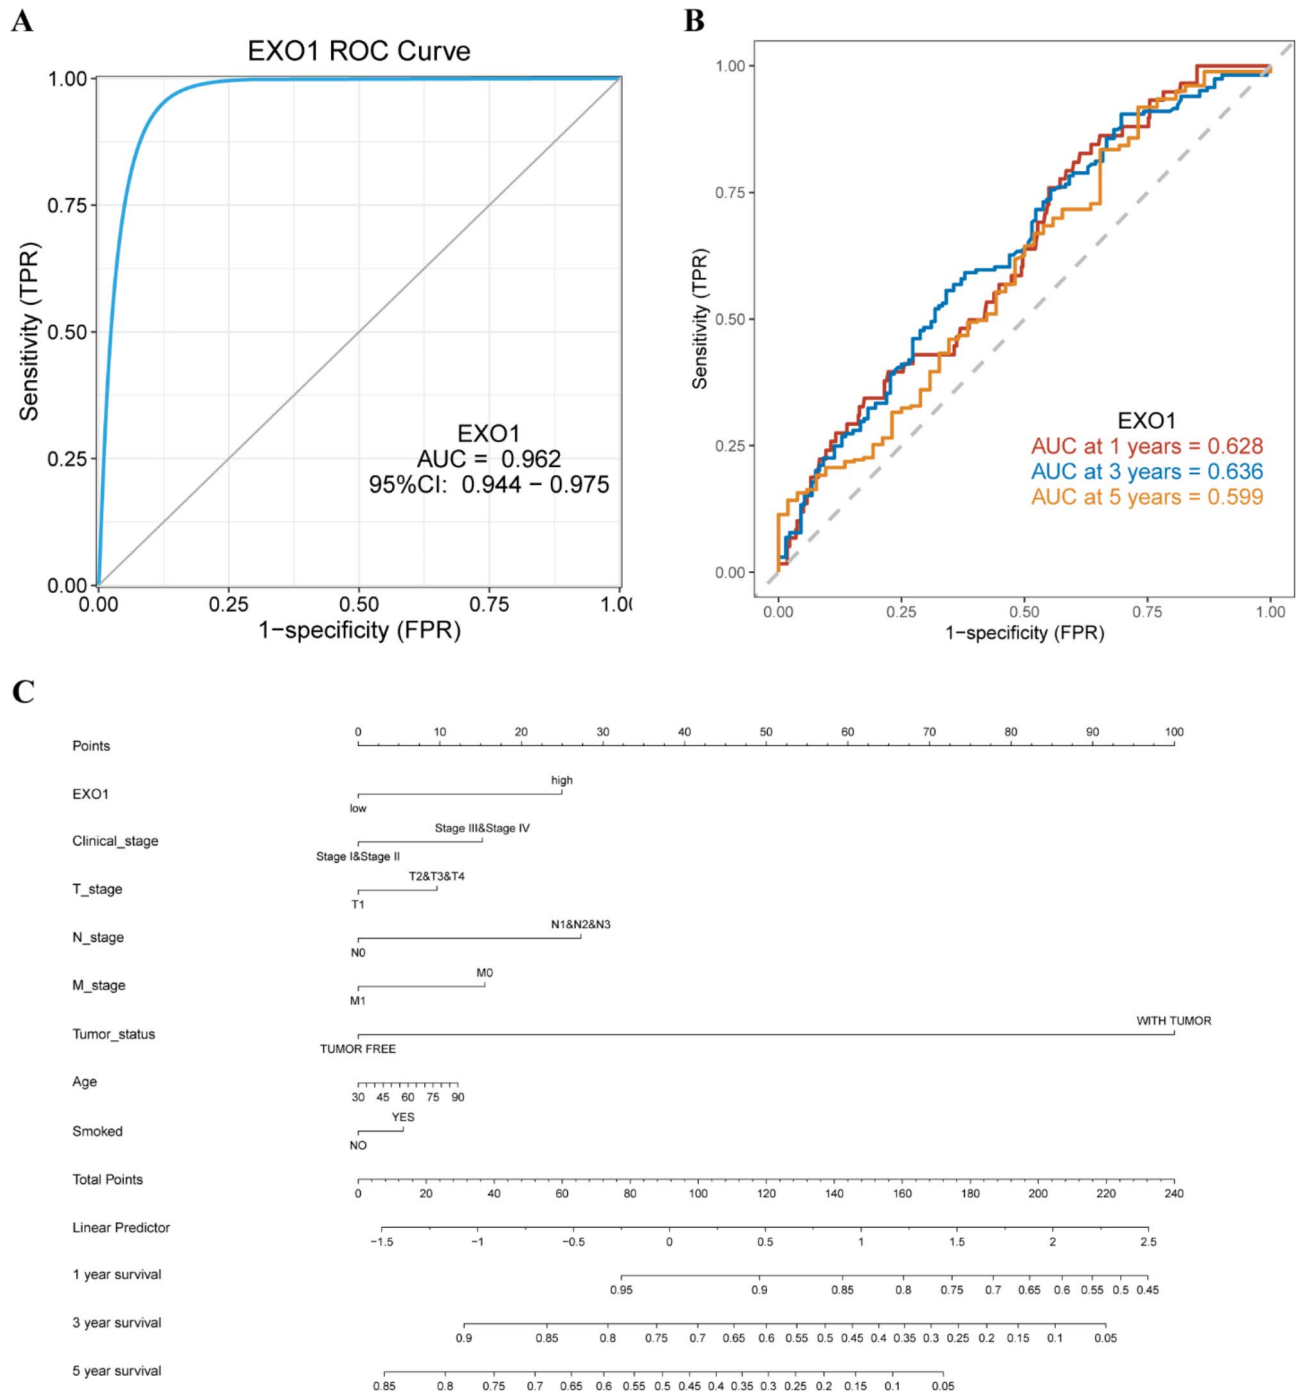 A
EXO1 ROC Curve
1.00
0.75
0.50
0.25
0.00
Sensitivity (TPR)
EXO1
AUC = 0.962
95%CI: 0.944 − 0.975
0.00 0.25 0.50 0.75
1−specificity (FPR)
B
1.00
0.75
0.50
0.25
0.00
Sensitivity (TPR)
EXO1
AUC at 1 years = 0.628
AUC at 3 years = 0.636
AUC at 5 years = 0.599
0.00 0.25 0.50 0.75 1.00
1−specificity (FPR)
C
Points
0 10 20 30 40 50 60 70 80 90 100
EXO1
high
low
Clinical_stage
Stage III&Stage IV
Stage I&Stage II
T_stage
T2&T3&T4
T1
N_stage
N1&N2&N3
N0
M_stage
M0
M1
Tumor_status
WITH TUMOR
TUMOR FREE
Age
30 45 60 75 90
Smoked
YES
NO
Total Points
0 20 40 60 80 100 120 140 160 180 200 220 240
Linear Predictor
−1.5 −1 −0.5 0 0.5 1 1.5 2 2.5
1 year survival
0.95 0.9 0.85 0.8 0.75 0.7 0.65 0.6 0.55 0.5 0.45
3 year survival
0.9 0.85 0.8 0.75 0.7 0.65 0.6 0.55 0.5 0.45 0.4 0.35 0.3 0.25 0.2 0.15 0.1 0.05
5 year survival
0.85 0.8 0.75 0.7 0.65 0.6 0.55 0.5 0.45 0.4 0.35 0.3 0.25 0.2 0.15 0.1 0.05